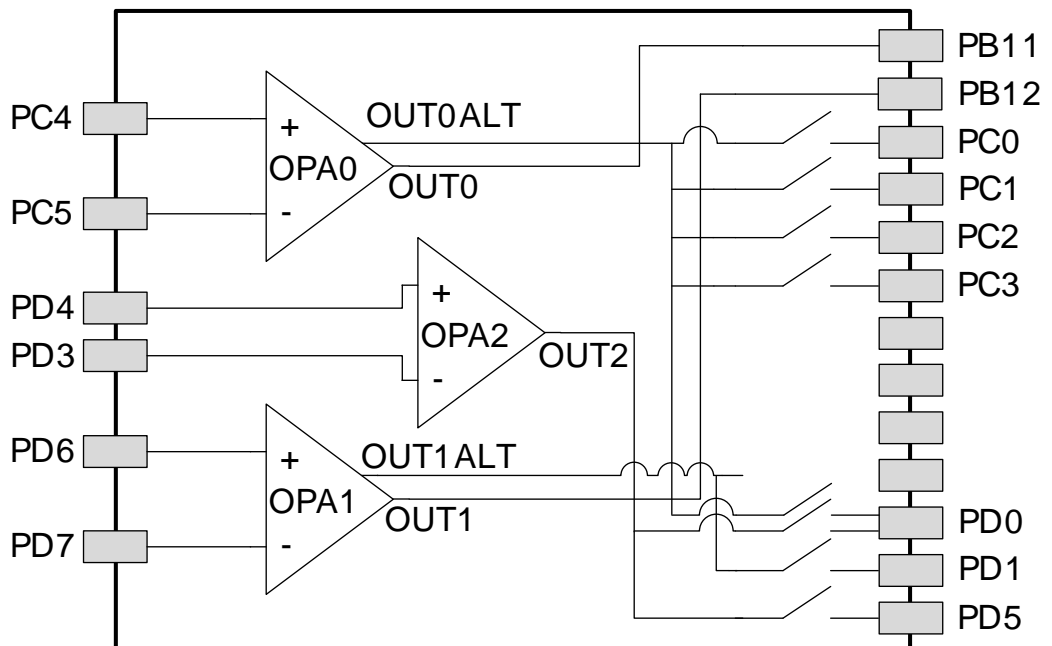 PB11
PB12
PC4
OUT0ALT
PC0
+
OPA0
OUT0
PC1
PC5
-
PC2
PC3
PD4
+
OPA2
OUT2
PD3
-
PD6
+
OUT1ALT
OPA1
OUT1
PD0
PD7
-
PD1
PD5